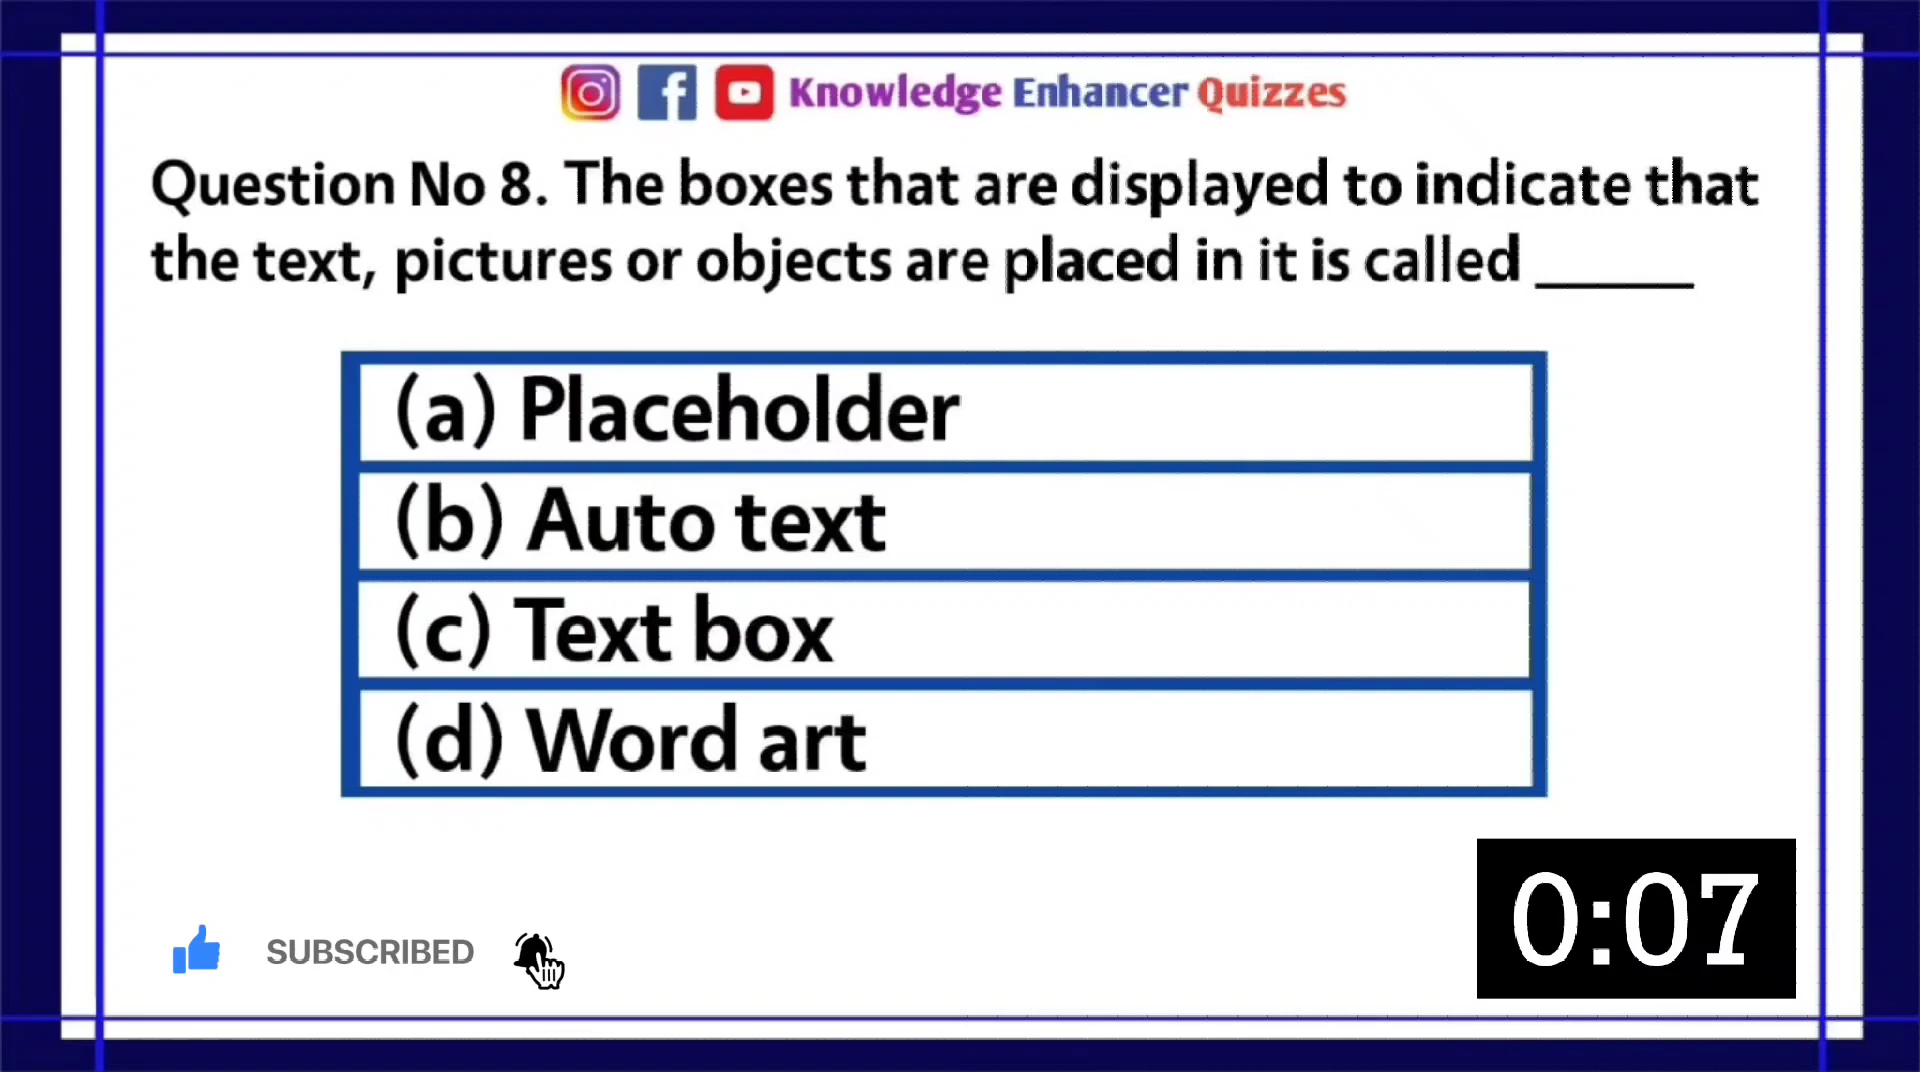 Knowledge Enhancer Quizzes
Question No 8. The boxes that are displayed to indicate that
the text, pictures or objects are placed in it is called ______
(a) Placeholder
(b) Auto text
(c) Text box
(d) Word art
SUBSCRIBED
0:07